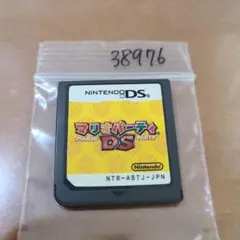 38976
NINTENDO DS
マリオパーティ
DS
Nintendo
NTR-A8TJ-JPN